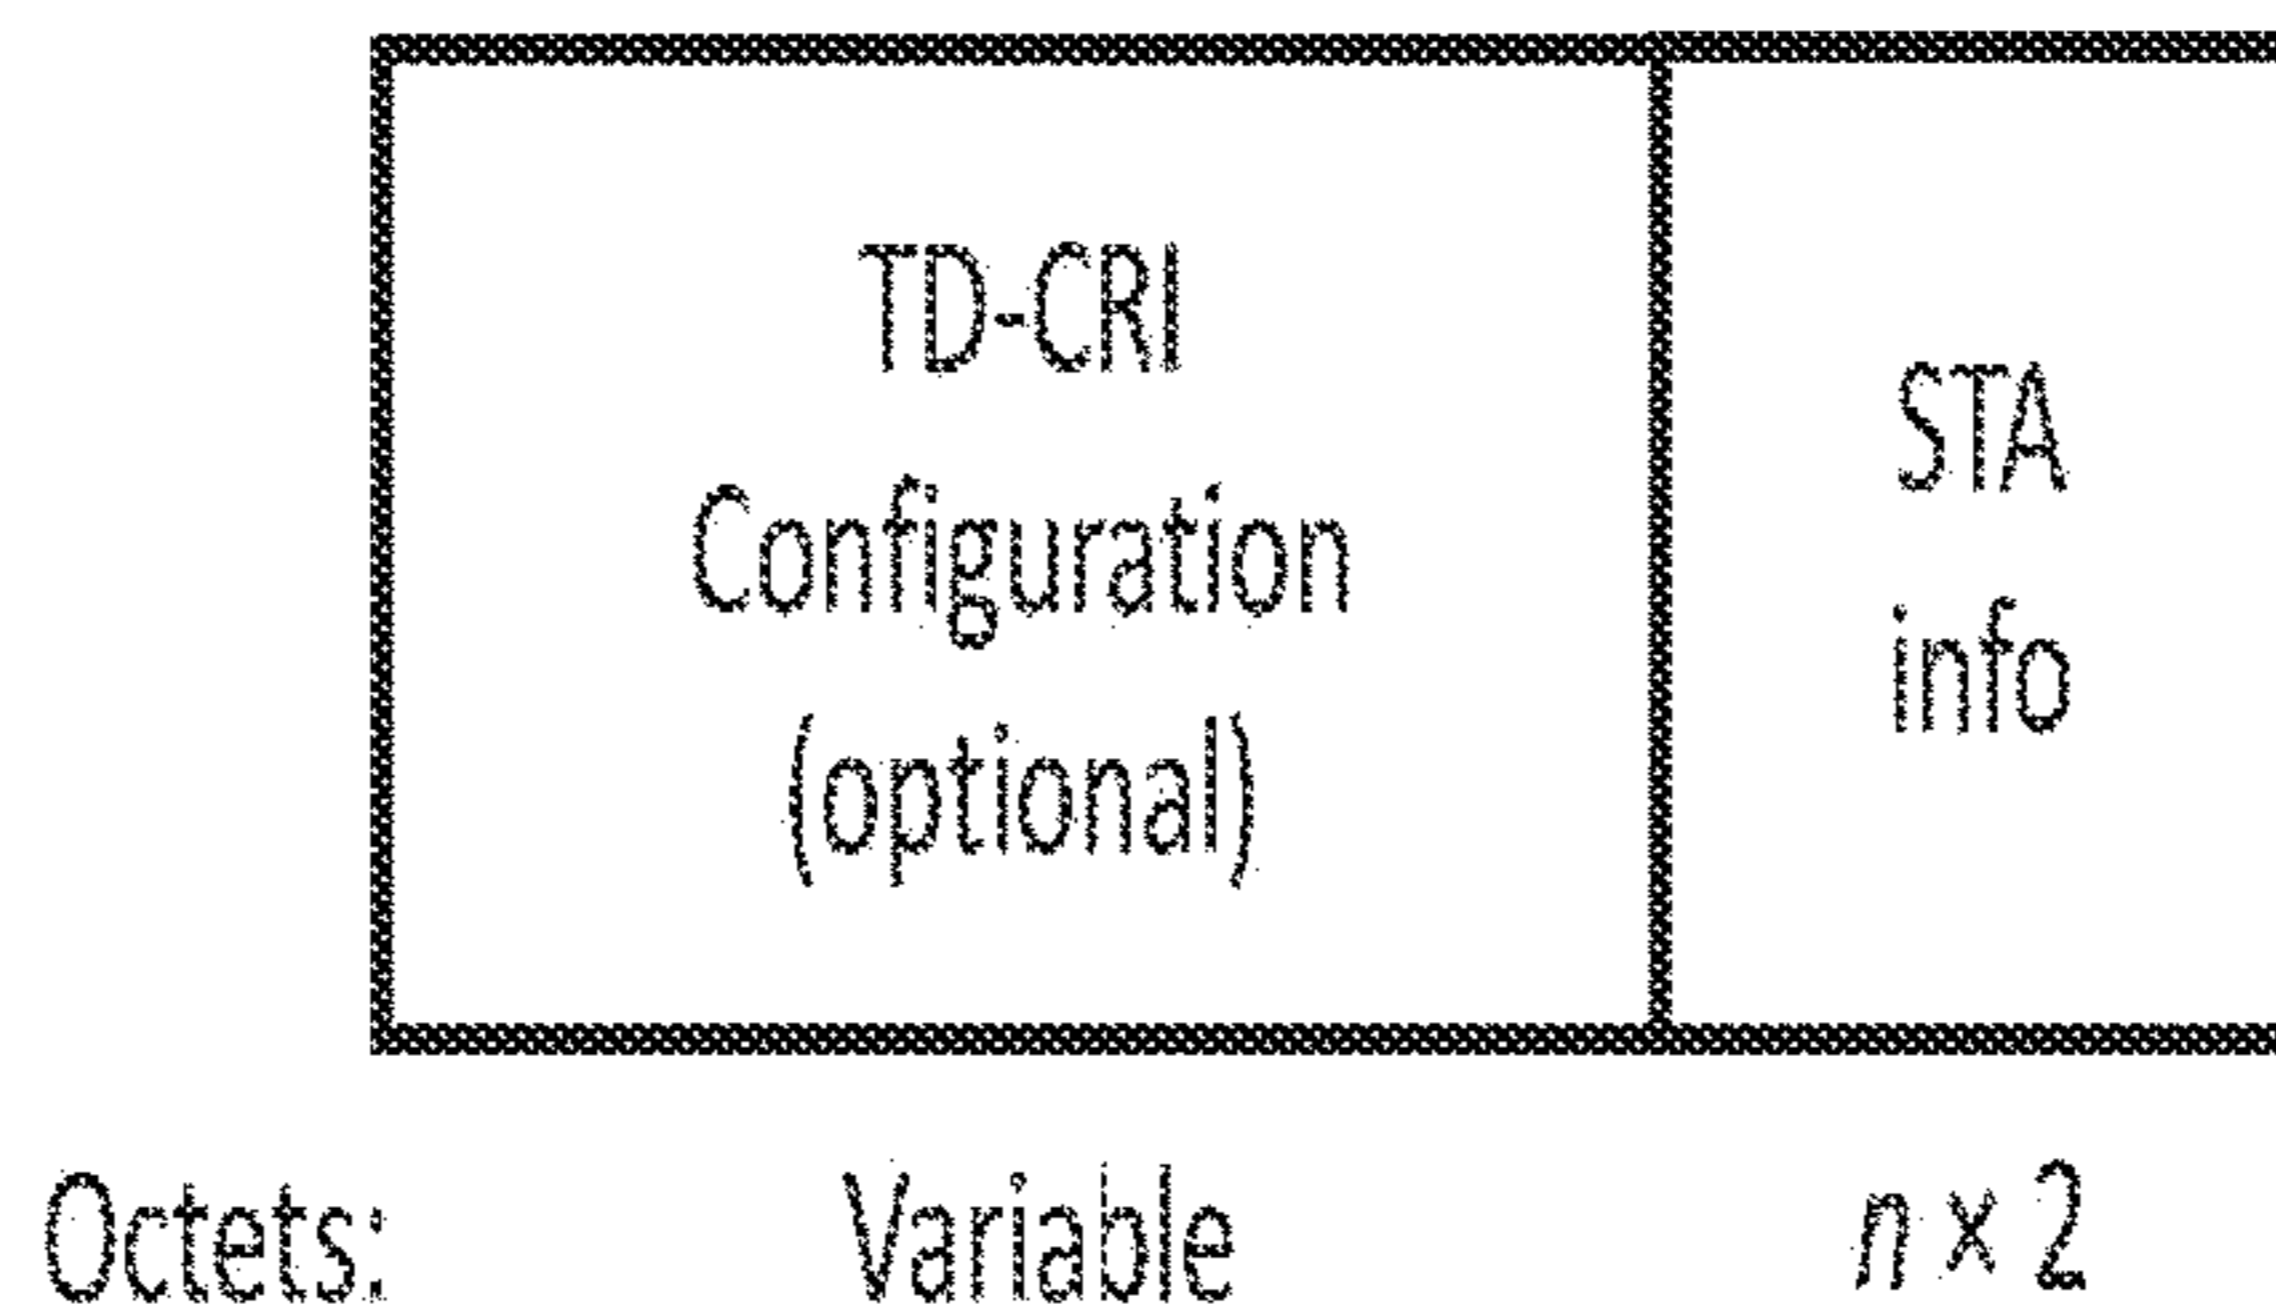 TD-CRI
Configuration
(optional)
STA
info
Octets: Variable n × 2